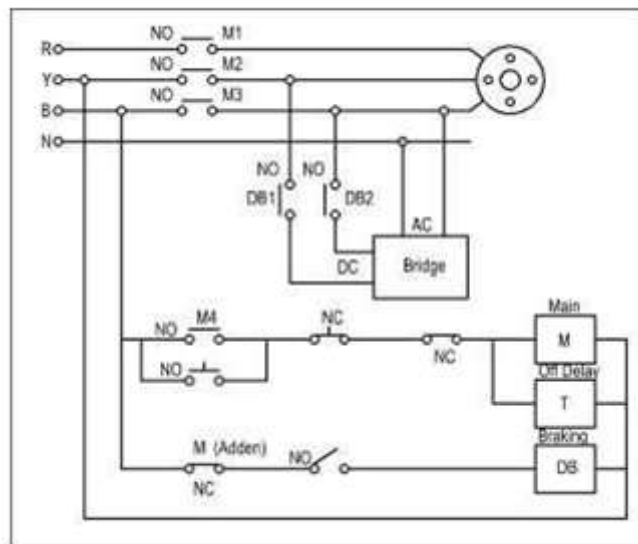 R NO M1
Y NO M2
B NO M3
N
NO NO
DB1 DB2
AC
DC Bridge
Main
NO M4 NC M
NC
NO Off Delay
T
Braking
M (Adden) NO DB
NC